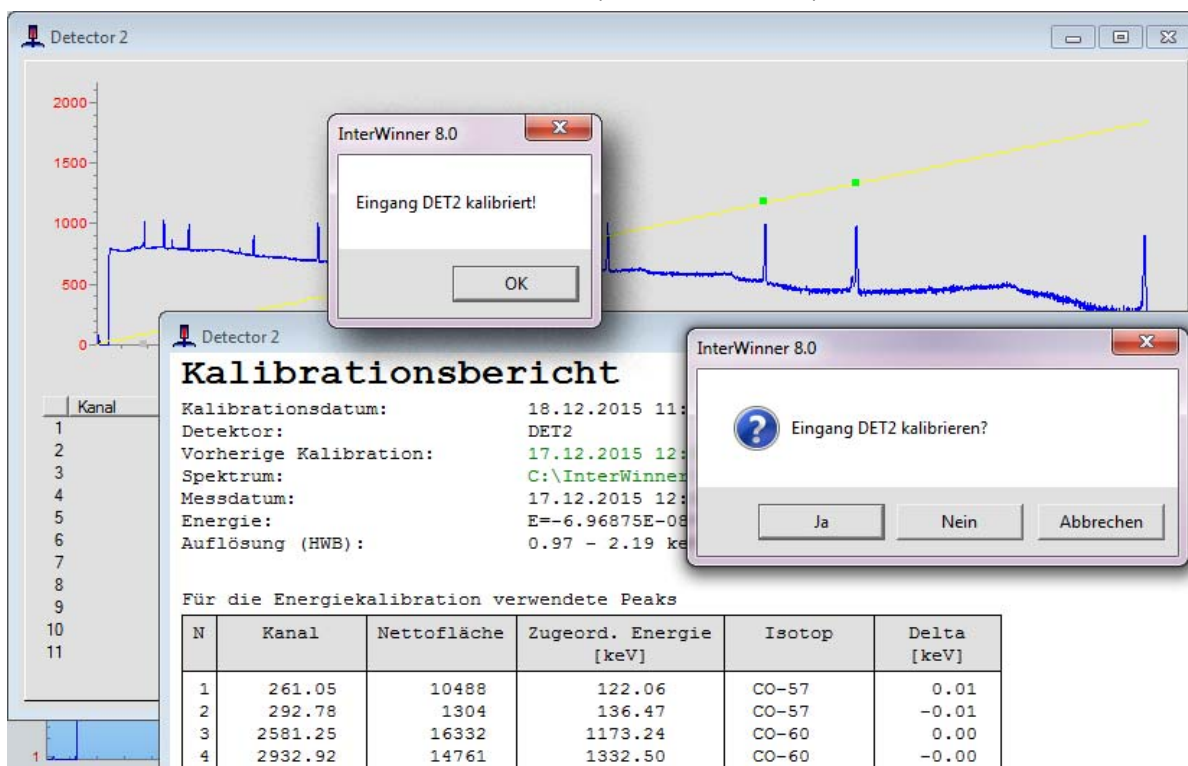 Detector 2
2000
1500
1000
500
0
InterWinner 8.0
Eingang DET2 kalibriert!
OK
Kanal
1
2
3
4
5
6
7
8
9
10
11
1
Detector 2
Kalibrationsbericht
Kalibrationsdatum: 18.12.2015 11:
Detektor: DET2
Vorherige Kalibration: 17.12.2015 12:
Spektrum: C:\InterWinner
Messdatum: 17.12.2015 12:
Energie: E=-6.96875E-08
Auflösung (HWB): 0.97 - 2.19 ke
Für die Energiekalibration verwendete Peaks
N Kanal Nettofläche Zugeord. Energie Isotop Delta
[keV] [keV]
1 261.05 10488 122.06 CO-57 0.01
2 292.78 1304 136.47 CO-57 -0.01
3 2581.25 16332 1173.24 CO-60 0.00
4 2932.92 14761 1332.50 CO-60 -0.00
InterWinner 8.0
Eingang DET2 kalibrieren?
Ja Nein Abbrechen